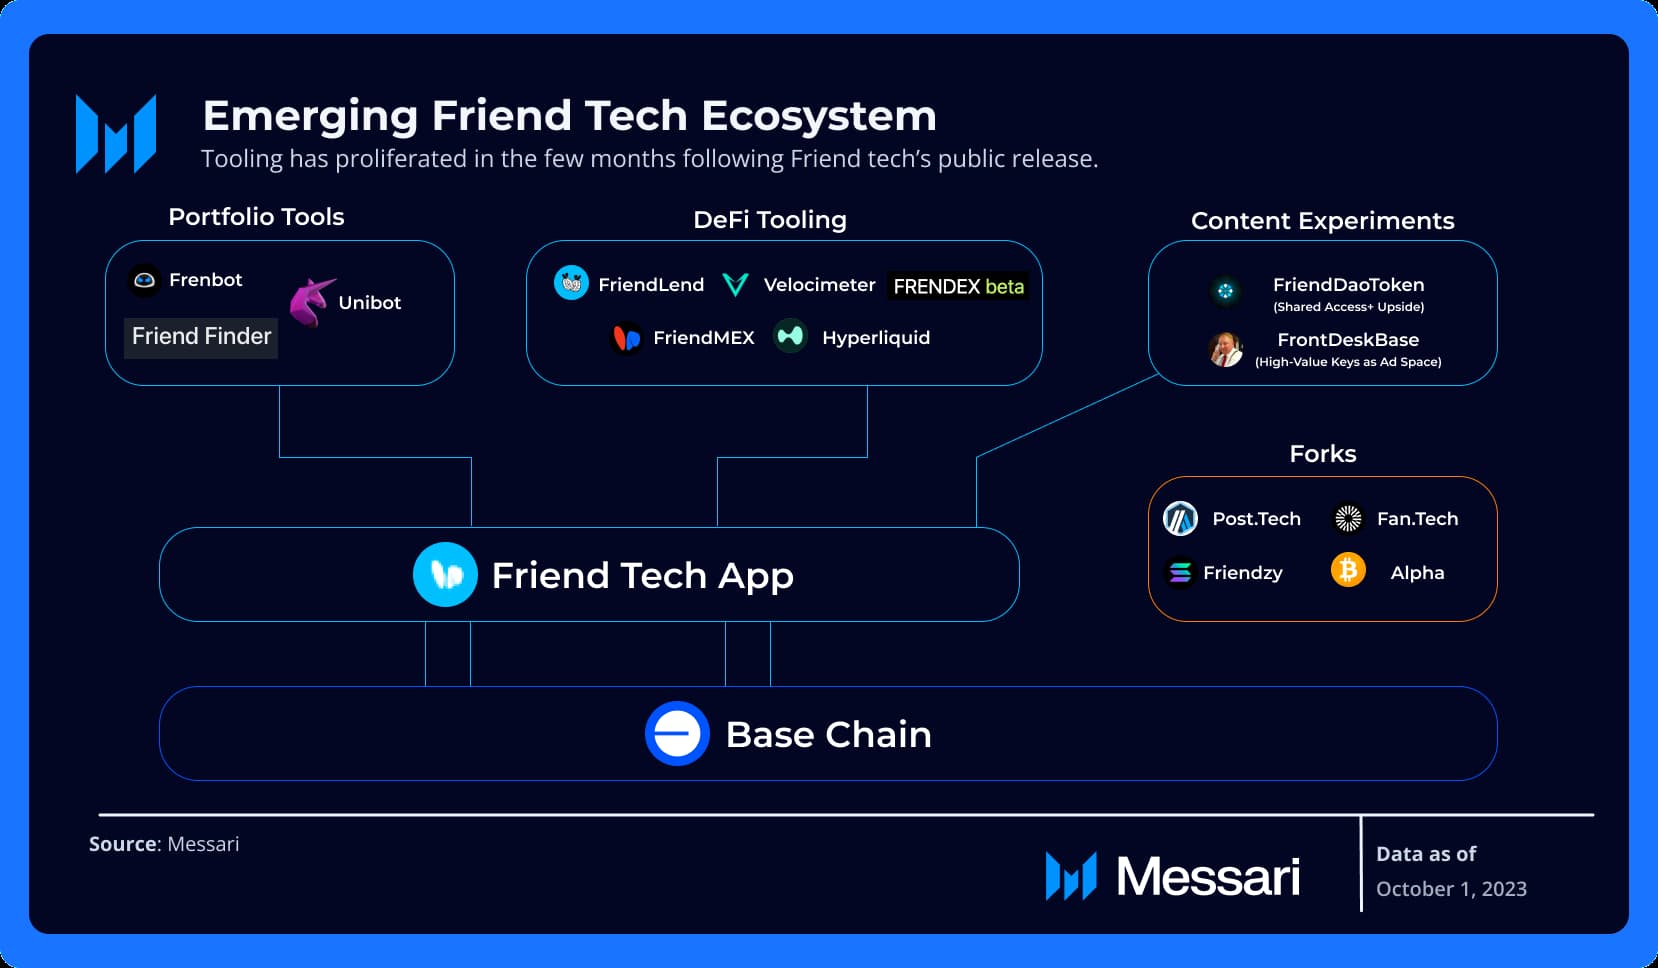 Emerging Friend Tech Ecosystem
Tooling has proliferated in the few months following Friend tech’s public release.
Portfolio Tools
Frenbot
Unibot
Friend Finder
DeFi Tooling
FriendLend
Velocimeter
FRENDEX beta
FriendMEX
Hyperliquid
Content Experiments
FriendDaoToken
(Shared Access+ Upside)
FrontDeskBase
(High-Value Keys as Ad Space)
Forks
Post.Tech
Fan.Tech
Friendzy
Alpha
Friend Tech App
Base Chain
Source: Messari
Messari
Data as of
October 1, 2023